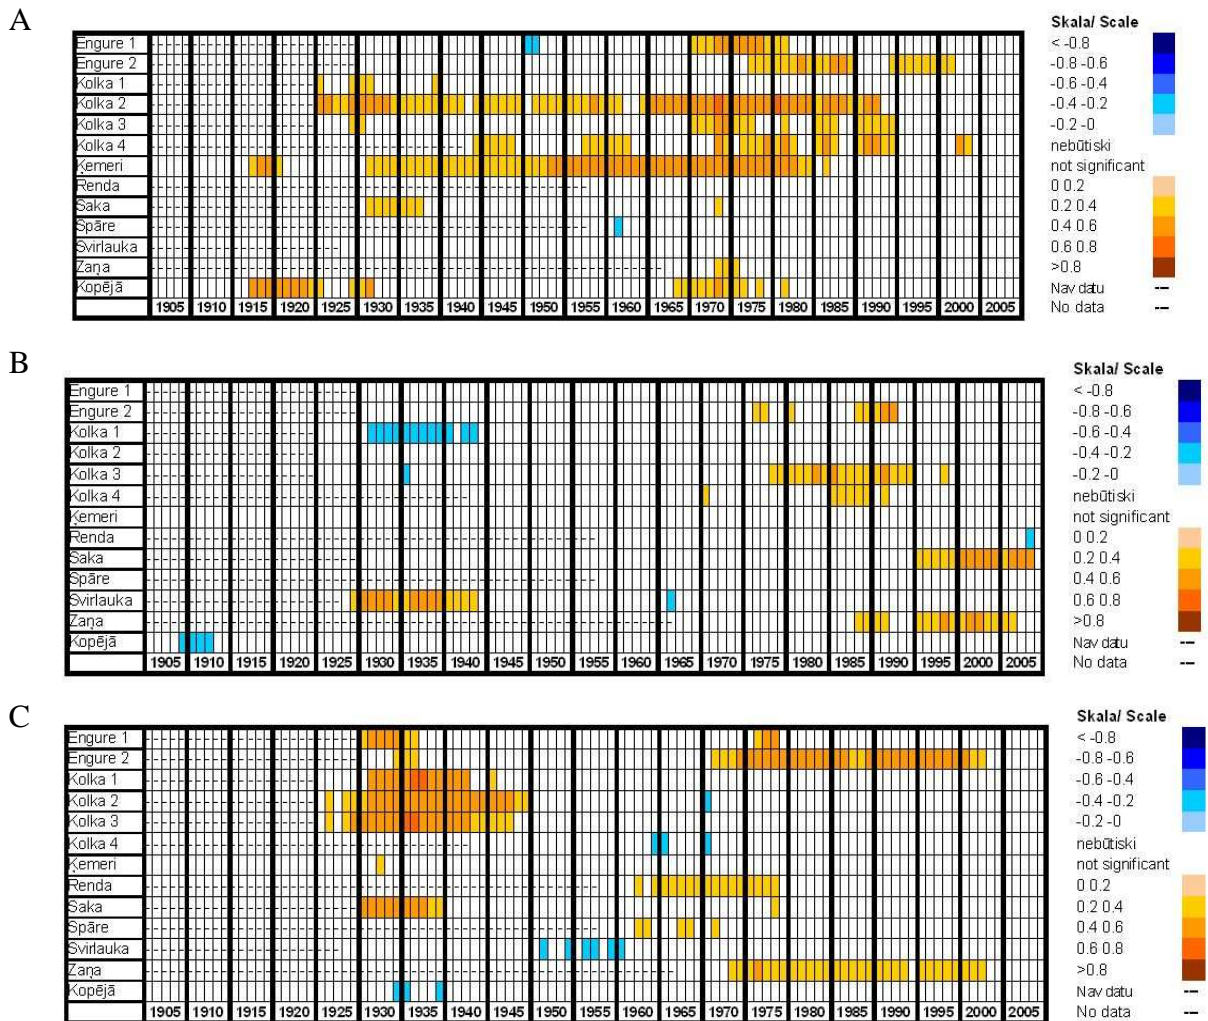 A
Skala/ Scale
Engure 1
< -0.8
Engure 2
-0.8 -0.6
Kolka 1
-0.6 -0.4
Kolka 2
-0.4 -0.2
Kolka 3
-0.2 -0
Kolka 4
nebūtiski
Ķemeri
not significant
Renda
0 0.2
Saka
0.2 0.4
Spāre
0.4 0.6
Svirlauka
0.6 0.8
Zaņa
>0.8
Kopējā
Nav datu ---
1905 1910 1915 1920 1925 1930 1935 1940 1945 1950 1955 1960 1965 1970 1975 1980 1985 1990 1995 2000 2005
No data ---
B
Skala/ Scale
Engure 1
< -0.8
Engure 2
-0.8 -0.6
Kolka 1
-0.6 -0.4
Kolka 2
-0.4 -0.2
Kolka 3
-0.2 -0
Kolka 4
nebūtiski
Ķemeri
not significant
Renda
0 0.2
Saka
0.2 0.4
Spāre
0.4 0.6
Svirlauka
0.6 0.8
Zaņa
>0.8
Kopējā
Nav datu ---
1905 1910 1915 1920 1925 1930 1935 1940 1945 1950 1955 1960 1965 1970 1975 1980 1985 1990 1995 2000 2005
No data ---
C
Skala/ Scale
Engure 1
< -0.8
Engure 2
-0.8 -0.6
Kolka 1
-0.6 -0.4
Kolka 2
-0.4 -0.2
Kolka 3
-0.2 -0
Kolka 4
nebūtiski
Ķemeri
not significant
Renda
0 0.2
Saka
0.2 0.4
Spāre
0.4 0.6
Svirlauka
0.6 0.8
Zaņa
>0.8
Kopējā
Nav datu ---
1905 1910 1915 1920 1925 1930 1935 1940 1945 1950 1955 1960 1965 1970 1975 1980 1985 1990 1995 2000 2005
No data ---